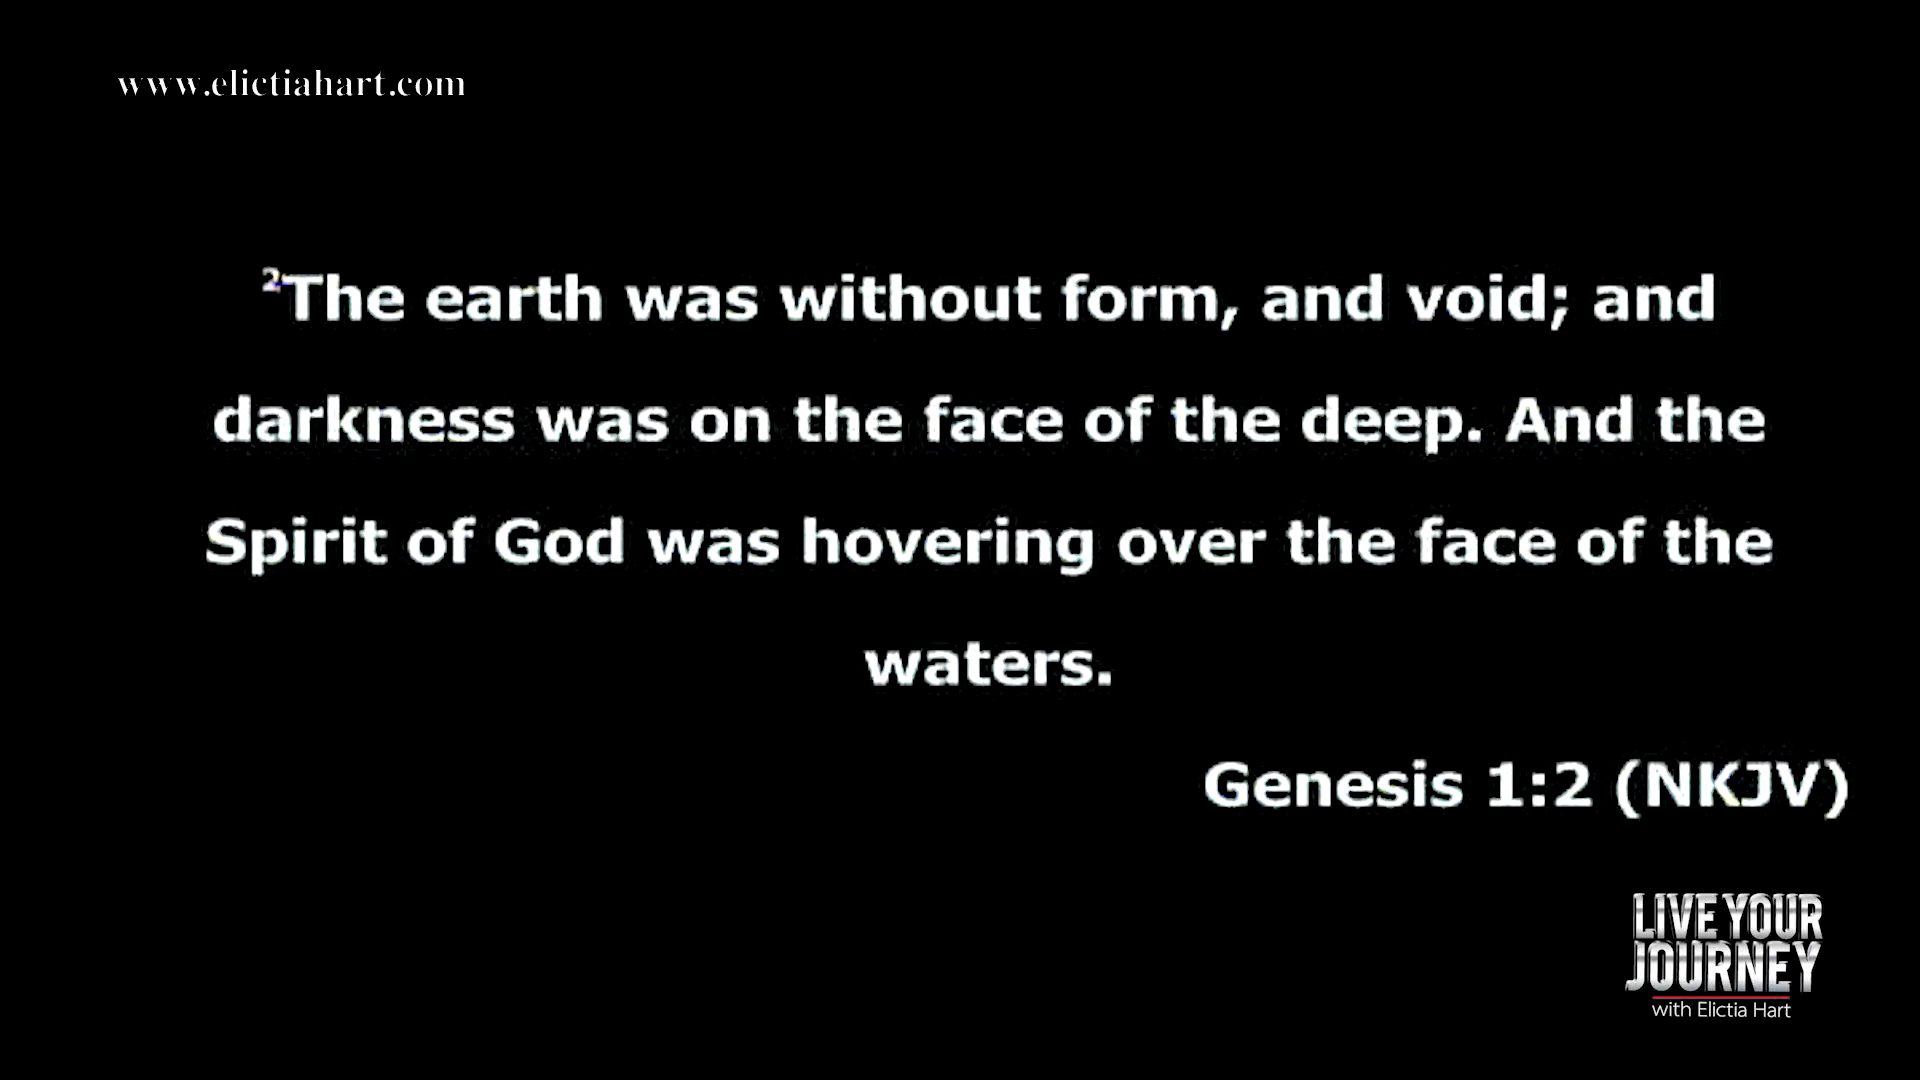 www.elictiahart.com
²The earth was without form, and void; and
darkness was on the face of the deep. And the
Spirit of God was hovering over the face of the
waters.
Genesis 1:2 (NKJV)
LIVE YOUR
JOURNEY
with Elictia Hart